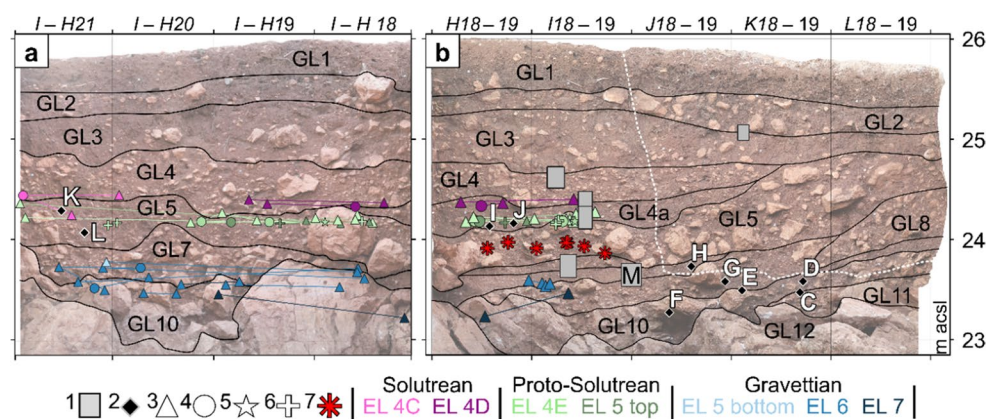 I – H21 I – H20 I – H19 I – H 18 H18 – 19 I18 – 19 J18 – 19 K18 – 19 L18 – 19
a
GL1
GL2
GL3
GL4
K
GL5
L
GL7
GL10
b
GL1
GL2
GL3
GL4
I
J
GL4a
GL5
GL8
H
G
E
D
M
F
C
GL11
GL10
GL12
26
25
24
23
m acsl
1 2 3 4 5 6 7
Solutrean Proto-Solutrean Gravettian
EL 4C EL 4D EL 4E EL 5 top EL 5 bottom EL 6 EL 7